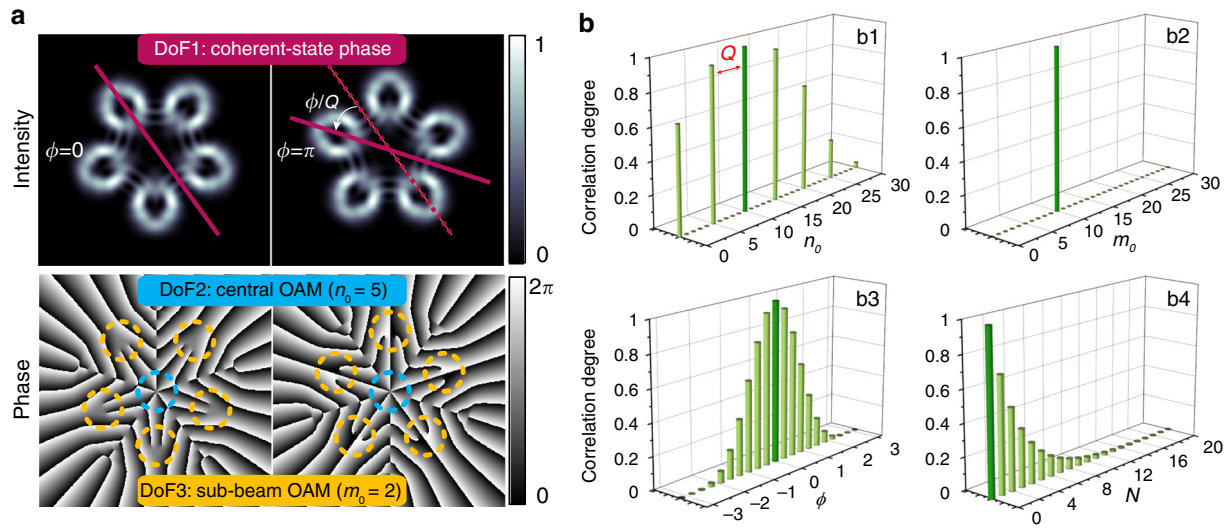 a
DoF1: coherent-state phase
ϕ=0
ϕ/Q
ϕ=π
Intensity
1
0
DoF2: central OAM (n₀ = 5)
DoF3: sub-beam OAM (m₀ = 2)
Phase
2π
0
b
b1
Q
Correlation degree
1
0.8
0.6
0.4
0.2
0
0
5
10
15
20
25
30
n₀
b2
Correlation degree
1
0.8
0.6
0.4
0.2
0
0
5
10
15
20
25
30
m₀
b3
Correlation degree
1
0.8
0.6
0.4
0.2
0
−3
−2
−1
0
1
2
3
ϕ
b4
Correlation degree
1
0.8
0.6
0.4
0.2
0
0
4
8
12
16
20
N